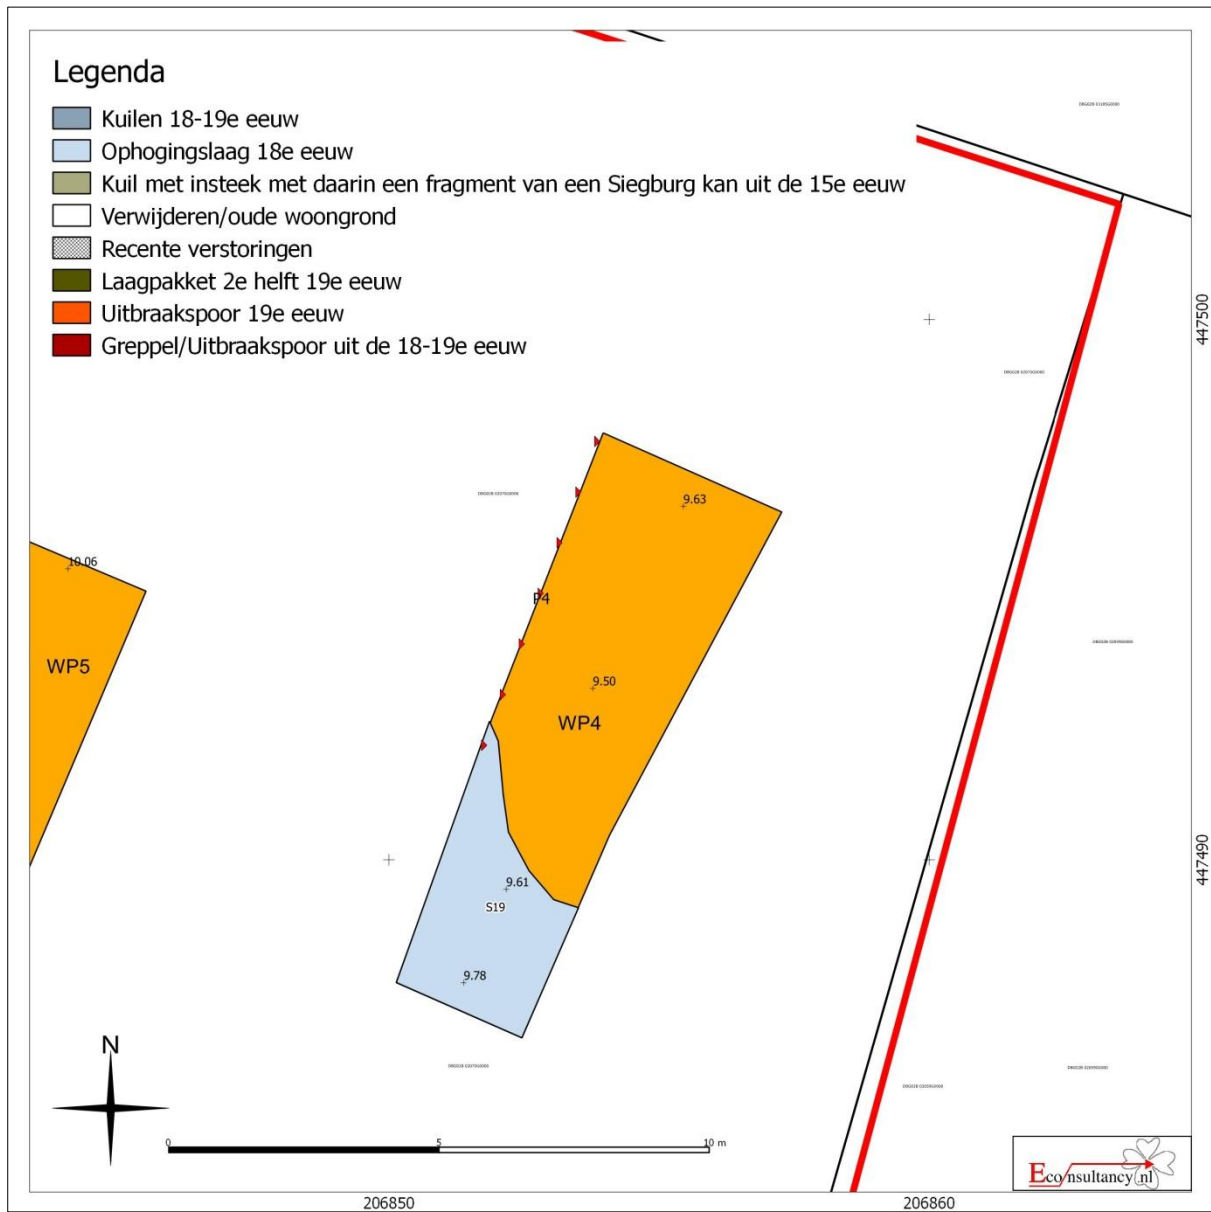 Legenda
Kuilen 18-19e eeuw
Ophogingslaag 18e eeuw
Kuil met insteek met daarin een fragment van een Siegburg kan uit de 15e eeuw
Verwijderen/oude woongrond
Recente verstoringen
Laagpakket 2e helft 19e eeuw
Uitbraakspoor 19e eeuw
Greppel/Uitbraakspoor uit de 18-19e eeuw
447500
9.63
10.06
P4
WP5
9.50
WP4
447490
9.61
S19
9.78
N
0 5 10 m
Econsultancy.nl
206850 206860